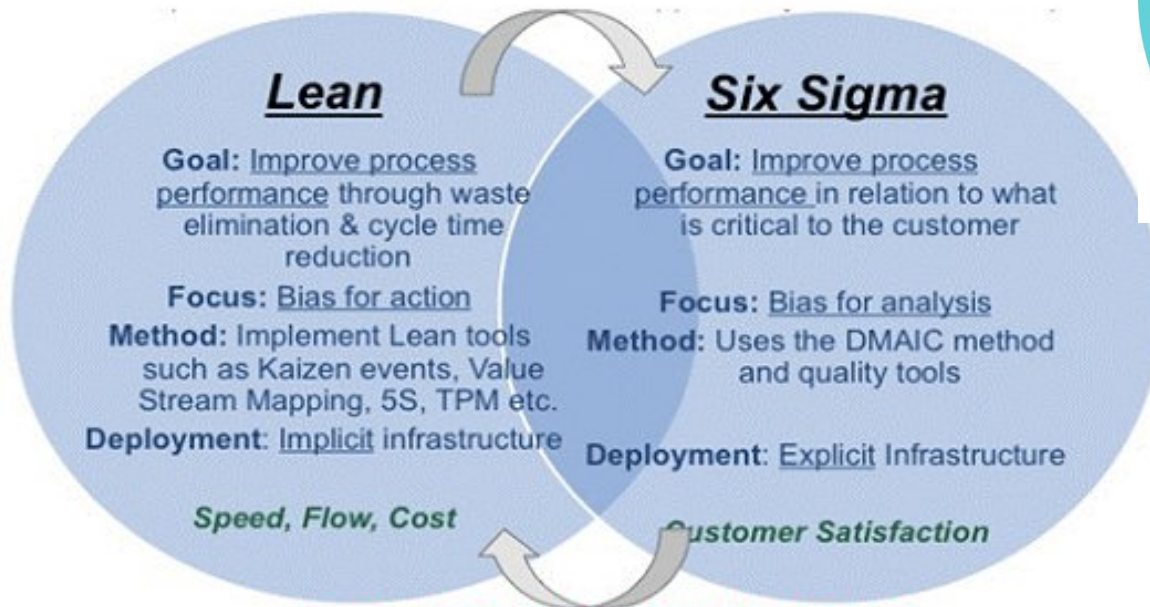 Lean
Goal: Improve process
performance through waste
elimination & cycle time
reduction
Focus: Bias for action
Method: Implement Lean tools
such as Kaizen events, Value
Stream Mapping, 5S, TPM etc.
Deployment: Implicit infrastructure
Speed, Flow, Cost
Six Sigma
Goal: Improve process
performance in relation to what
is critical to the customer
Focus: Bias for analysis
Method: Uses the DMAIC method
and quality tools
Deployment: Explicit Infrastructure
Customer Satisfaction